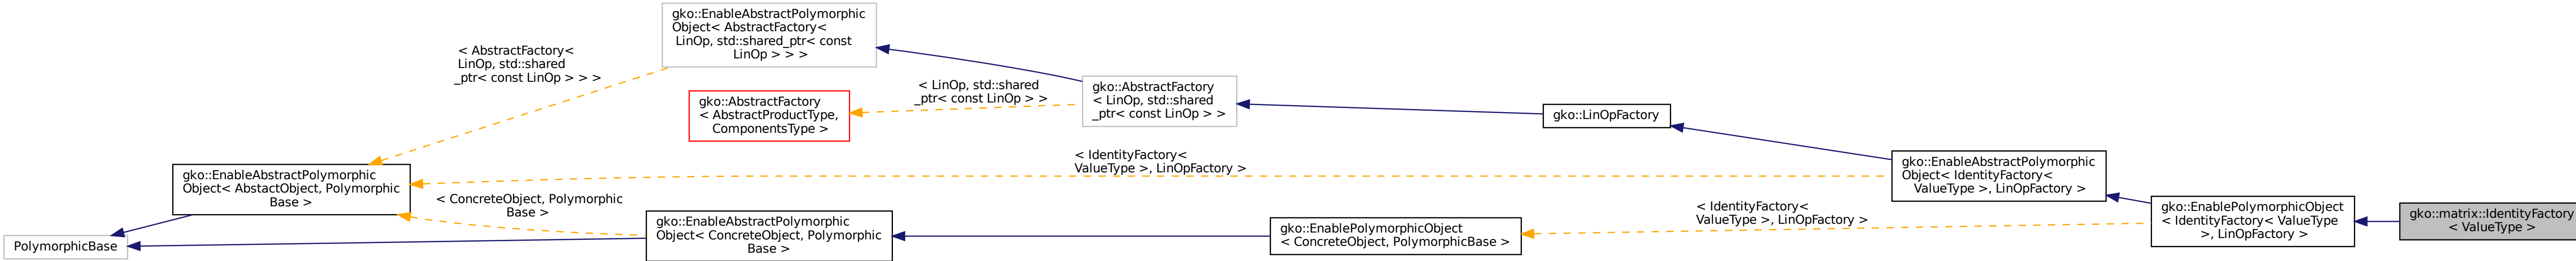 gko::EnableAbstractPolymorphic
Object< AbstractFactory<
LinOp, std::shared_ptr< const
LinOp > > >
< AbstractFactory<
LinOp, std::shared
_ptr< const LinOp > > >
gko::AbstractFactory
< AbstractProductType,
ComponentsType >
< LinOp, std::shared
_ptr< const LinOp > >
gko::AbstractFactory
< LinOp, std::shared
_ptr< const LinOp > >
gko::LinOpFactory
gko::EnableAbstractPolymorphic
Object< AbstactObject, Polymorphic
Base >
< IdentityFactory<
ValueType >, LinOpFactory >
gko::EnableAbstractPolymorphic
Object< IdentityFactory<
ValueType >, LinOpFactory >
< ConcreteObject, Polymorphic
Base >
PolymorphicBase
gko::EnableAbstractPolymorphic
Object< ConcreteObject, Polymorphic
Base >
gko::EnablePolymorphicObject
< ConcreteObject, PolymorphicBase >
< IdentityFactory<
ValueType >, LinOpFactory >
gko::EnablePolymorphicObject
< IdentityFactory< ValueType
>, LinOpFactory >
gko::matrix::IdentityFactory
< ValueType >